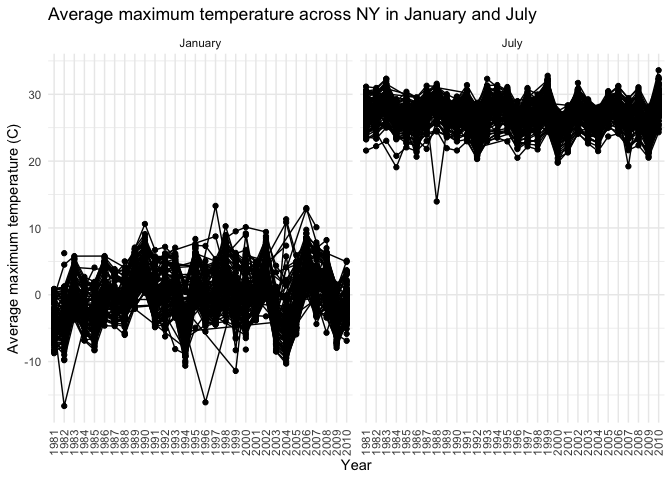 Average maximum temperature across NY in January and July
January July
Average maximum temperature (C)
30
20
10
0
-10
1981 1982 1983 1984 1985 1986 1987 1988 1989 1990 1991 1992 1993 1994 1995 1996 1997 1998 1999 2000 2001 2002 2003 2004 2005 2006 2007 2008 2009 2010 1981 1982 1983 1984 1985 1986 1987 1988 1989 1990 1991 1992 1993 1994 1995 1996 1997 1998 1999 2000 2001 2002 2003 2004 2005 2006 2007 2008 2009 2010
Year